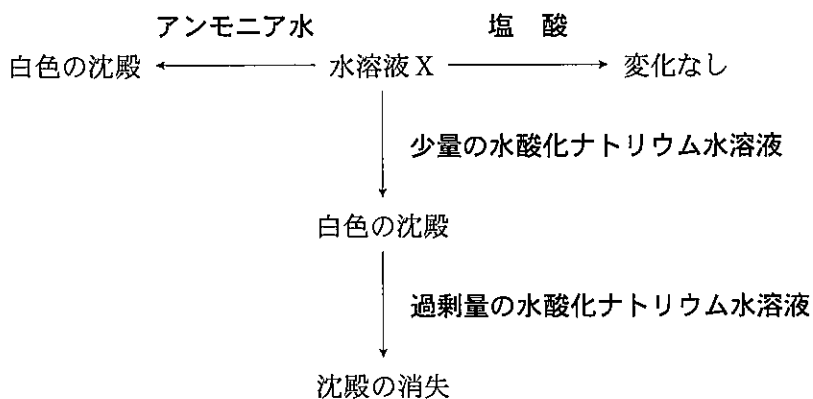 アンモニア水 塩 酸
白色の沈殿 水溶液 X 変化なし
少量の水酸化ナトリウム水溶液
白色の沈殿
過剰量の水酸化ナトリウム水溶液
沈殿の消失